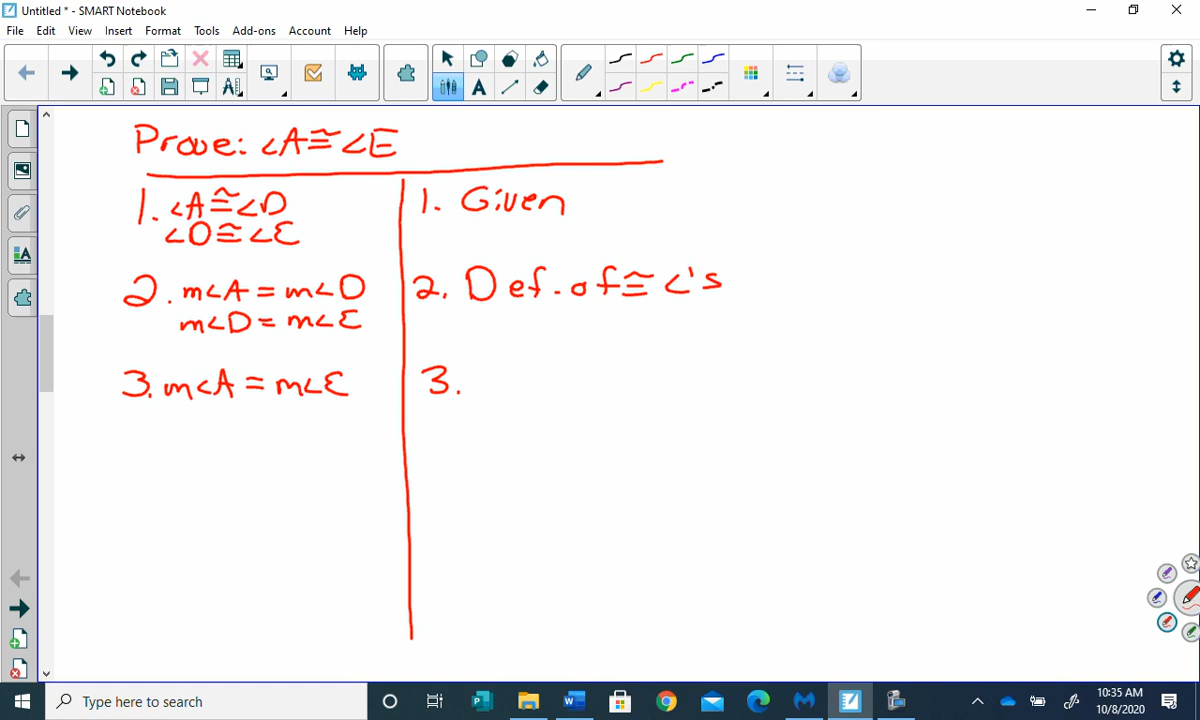 Untitled * - SMART Notebook
File Edit View Insert Format Tools Add-ons Account Help
Prove: ∠A≅∠E
1. ∠A≅∠D
∠D≅∠E
1. Given
2. m∠A = m∠D
m∠D = m∠E
2. Def. of ≅ ∠'s
3. m∠A = m∠E
3.
Type here to search
10:35 AM
10/8/2020